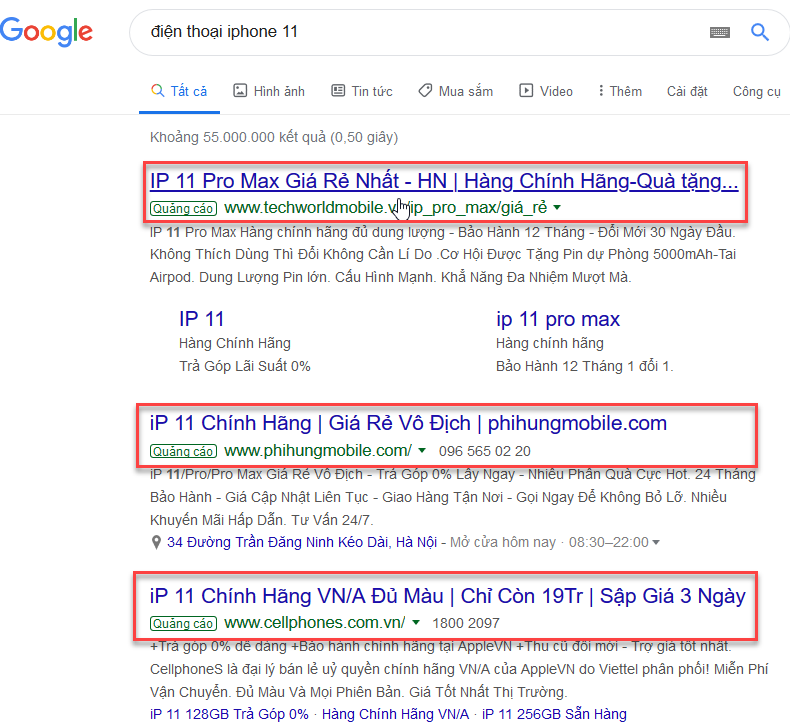 Google
điện thoại iphone 11
Tất cả Hình ảnh Tin tức Mua sắm Video Thêm Cài đặt Công cụ
Khoảng 55.000.000 kết quả (0,50 giây)
IP 11 Pro Max Giá Rẻ Nhất - HN | Hàng Chính Hãng-Quà tặng...
Quảng cáo www.techworldmobile.v /ip_pro_max/giá_rẻ
IP 11 Pro Max Hàng chính hãng đủ dung lượng - Bảo Hành 12 Tháng - Đổi Mới 30 Ngày Đầu.
Không Thích Dùng Thì Đổi Không Cần Lí Do .Cơ Hội Được Tặng Pin dự Phòng 5000mAh-Tai
Airpod. Dung Lượng Pin lớn. Cấu Hình Mạnh. Khả Năng Đa Nhiệm Mượt Mà.
IP 11 ip 11 pro max
Hàng Chính Hãng Hàng chính hãng
Trả Góp Lãi Suất 0% Bảo Hành 12 Tháng 1 đổi 1.
iP 11 Chính Hãng | Giá Rẻ Vô Địch | phihungmobile.com
Quảng cáo www.phihungmobile.com/ 096 565 02 20
iP 11/Pro/Pro Max Giá Rẻ Vô Địch - Trả Góp 0% Lấy Ngay - Nhiều Phần Quà Cực Hot. 24 Tháng
Bảo Hành - Giá Cập Nhật Liên Tục - Giao Hàng Tận Nơi - Gọi Ngay Để Không Bỏ Lỡ. Nhiều
Khuyến Mãi Hấp Dẫn. Tư Vấn 24/7.
34 Đường Trần Đăng Ninh Kéo Dài, Hà Nội - Mở cửa hôm nay · 08:30–22:00
iP 11 Chính Hãng VN/A Đủ Màu | Chỉ Còn 19Tr | Sập Giá 3 Ngày
Quảng cáo www.cellphones.com.vn/ 1800 2097
+Trả góp 0% dễ dàng +Bảo hành chính hãng tại AppleVN +Thu cũ đổi mới - Trợ giá tốt nhất.
CellphoneS là đại lý bán lẻ uỷ quyền chính hãng VN/A của AppleVN do Viettel phân phối! Miễn Phí
Vận Chuyển. Đủ Màu Và Mọi Phiên Bản. Giá Tốt Nhất Thị Trường.
iP 11 128GB Trả Góp 0% · Hàng Chính Hãng VN/A · iP 11 256GB Sẵn Hàng